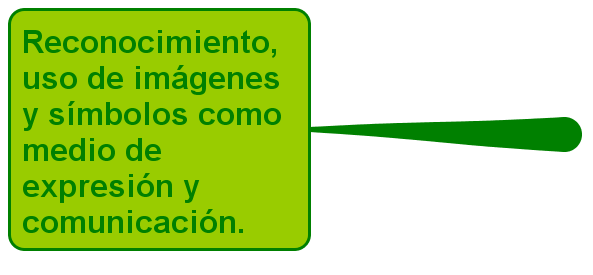 Reconocimiento,
uso de imágenes
y símbolos como
medio de
expresión y
comunicación.